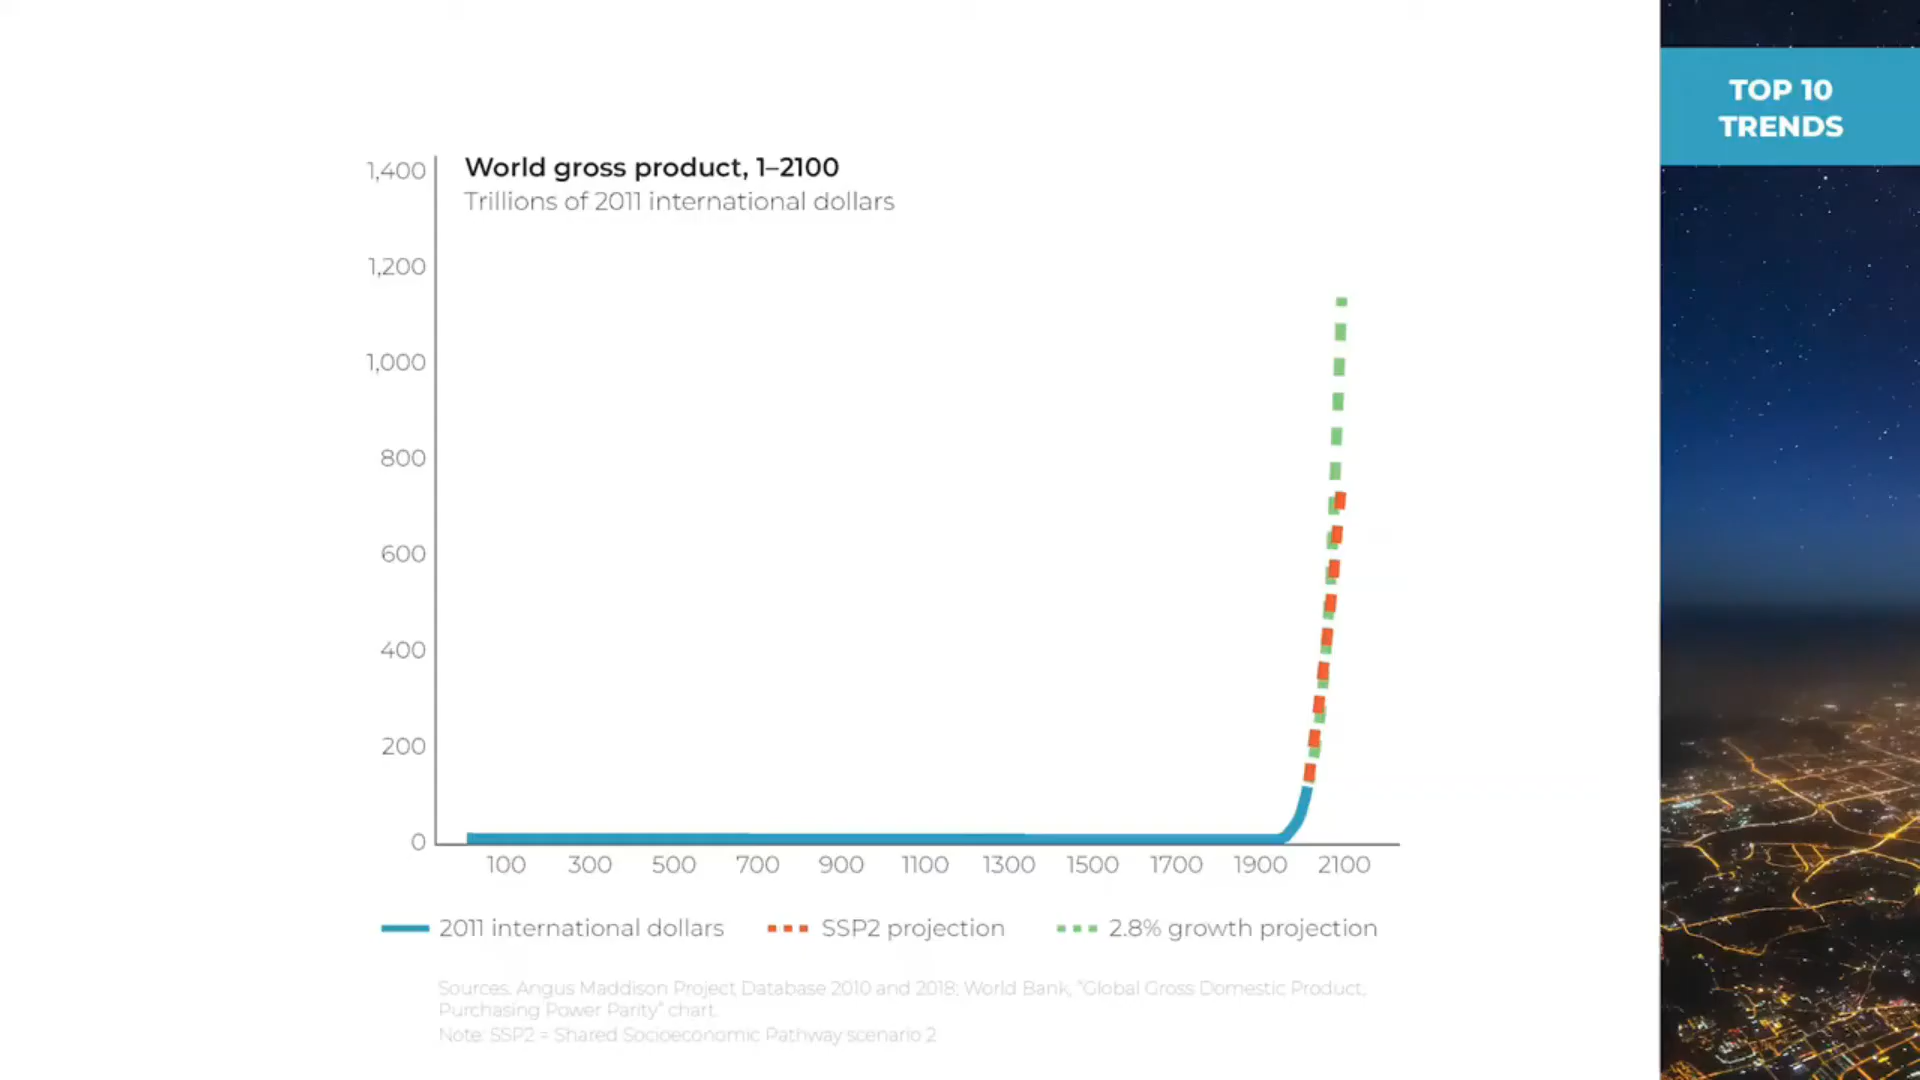 TOP 10
TRENDS
World gross product, 1–2100
Trillions of 2011 international dollars
1,400
1,200
1,000
800
600
400
200
0
100 300 500 700 900 1100 1300 1500 1700 1900 2100
2011 international dollars SSP2 projection 2.8% growth projection
Sources. Angus Maddison Project Database 2010 and 2018; World Bank, "Global Gross Domestic Product,
Purchasing Power Parity" chart.
Note: SSP2 = Shared Socioeconomic Pathway scenario 2